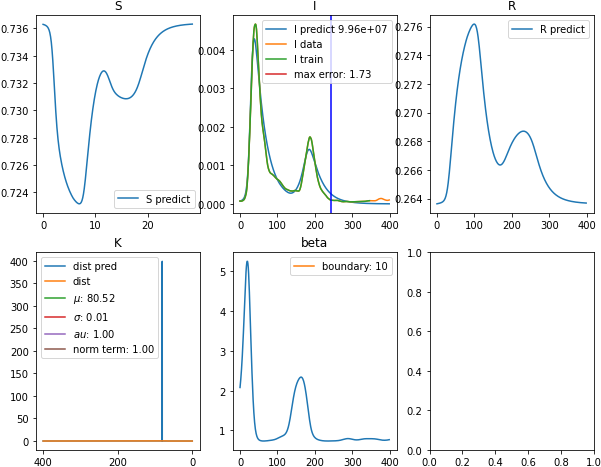 S
I
R
0.736
0.734
0.732
0.730
0.728
0.726
0.724
0 10 20
S predict
0.004
0.003
0.002
0.001
0.000
0 100 200 300 400
I predict 9.96e+07
I data
I train
max error: 1.73
0.276
0.274
0.272
0.270
0.268
0.266
0.264
0 100 200 300 400
R predict
K
beta
400
350
300
250
200
150
100
50
0
400 200 0
dist pred
dist
μ: 80.52
σ: 0.01
au: 1.00
norm term: 1.00
5
4
3
2
1
0 100 200 300 400
boundary: 10
1.0
0.8
0.6
0.4
0.2
0.0
0.0 0.2 0.4 0.6 0.8 1.0